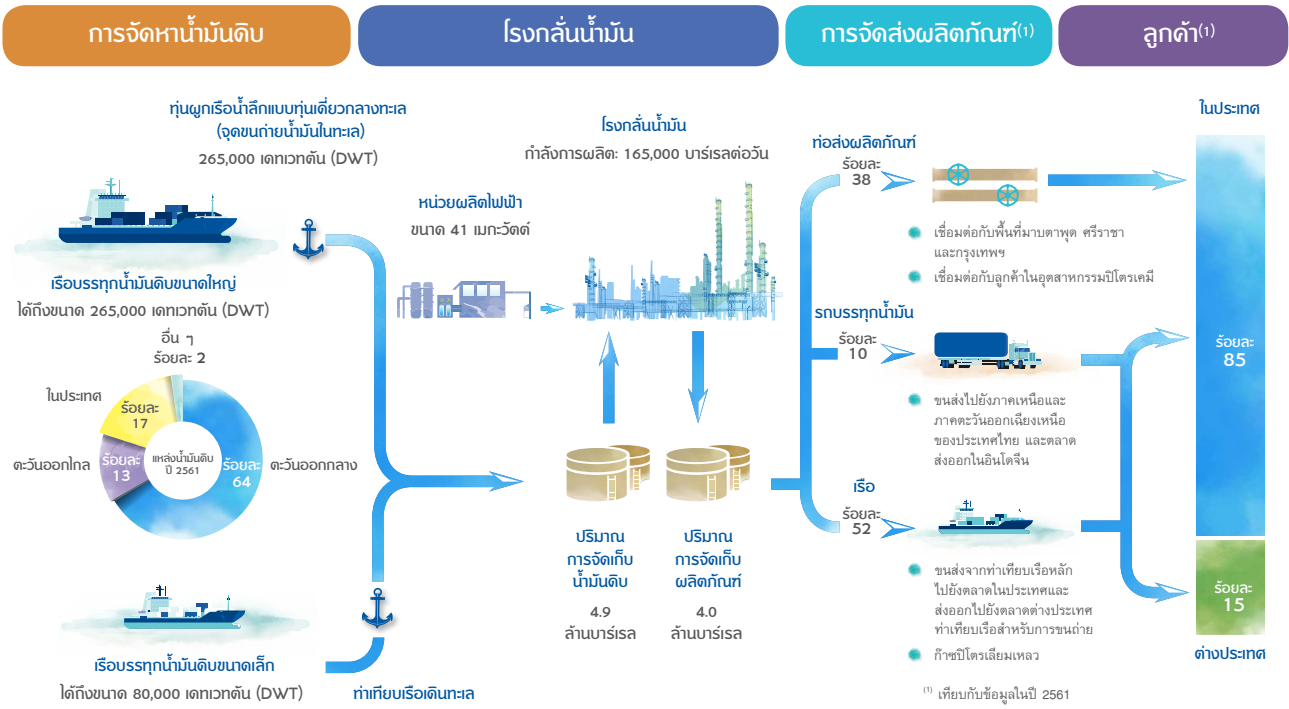 การจัดหาน้ำมันดิบ
โรงกลั่นน้ำมัน
การจัดส่งผลิตภัณฑ์⁽¹⁾
ลูกค้า⁽¹⁾
ทุ่นผูกเรือน้ำลึกแบบทุ่นเดี่ยวกลางทะเล
(จุดขนถ่ายน้ำมันในทะเล)
265,000 เดทเวทตัน (DWT)
เรือบรรทุกน้ำมันดิบขนาดใหญ่
ได้ถึงขนาด 265,000 เดทเวทตัน (DWT)
อื่น ๆ
ร้อยละ 2
ในประเทศ
ร้อยละ
17
ตะวันออกไกล
ร้อยละ
13
แหล่งน้ำมันดิบ
ปี 2561
ร้อยละ
64
ตะวันออกกลาง
เรือบรรทุกน้ำมันดิบขนาดเล็ก
ได้ถึงขนาด 80,000 เดทเวทตัน (DWT)
ท่าเทียบเรือเดินทะเล
โรงกลั่นน้ำมัน
กำลังการผลิต: 165,000 บาร์เรลต่อวัน
หน่วยผลิตไฟฟ้า
ขนาด 41 เมกะวัตต์
ปริมาณ
การจัดเก็บ
น้ำมันดิบ
4.9
ล้านบาร์เรล
ปริมาณ
การจัดเก็บ
ผลิตภัณฑ์
4.0
ล้านบาร์เรล
ท่อส่งผลิตภัณฑ์
ร้อยละ
38
เชื่อมต่อกับพื้นที่มาบตาพุด ศรีราชา
และกรุงเทพฯ
เชื่อมต่อกับลูกค้าในอุตสาหกรรมปิโตรเคมี
รถบรรทุกน้ำมัน
ร้อยละ
10
ขนส่งไปยังภาคเหนือและ
ภาคตะวันออกเฉียงเหนือ
ของประเทศไทย และตลาด
ส่งออกในอินโดจีน
เรือ
ร้อยละ
52
ขนส่งจากท่าเทียบเรือหลัก
ไปยังตลาดในประเทศและ
ส่งออกไปยังตลาดต่างประเทศ
ท่าเทียบเรือสำหรับการขนถ่าย
ก๊าซปิโตรเลียมเหลว
⁽¹⁾ เทียบกับข้อมูลในปี 2561
ในประเทศ
ร้อยละ
85
ร้อยละ
15
ต่างประเทศ